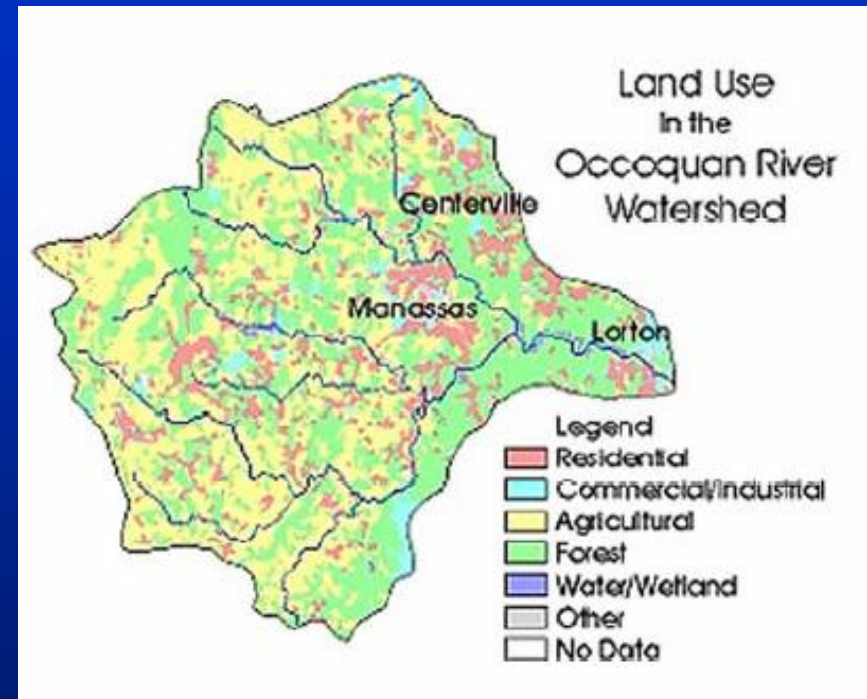 Land Use
In the
Occoquan River
Watershed
Centerville
Manassas
Lorton
Legend
Residential
Commercial/Industrial
Agricultural
Forest
Water/Wetland
Other
No Data